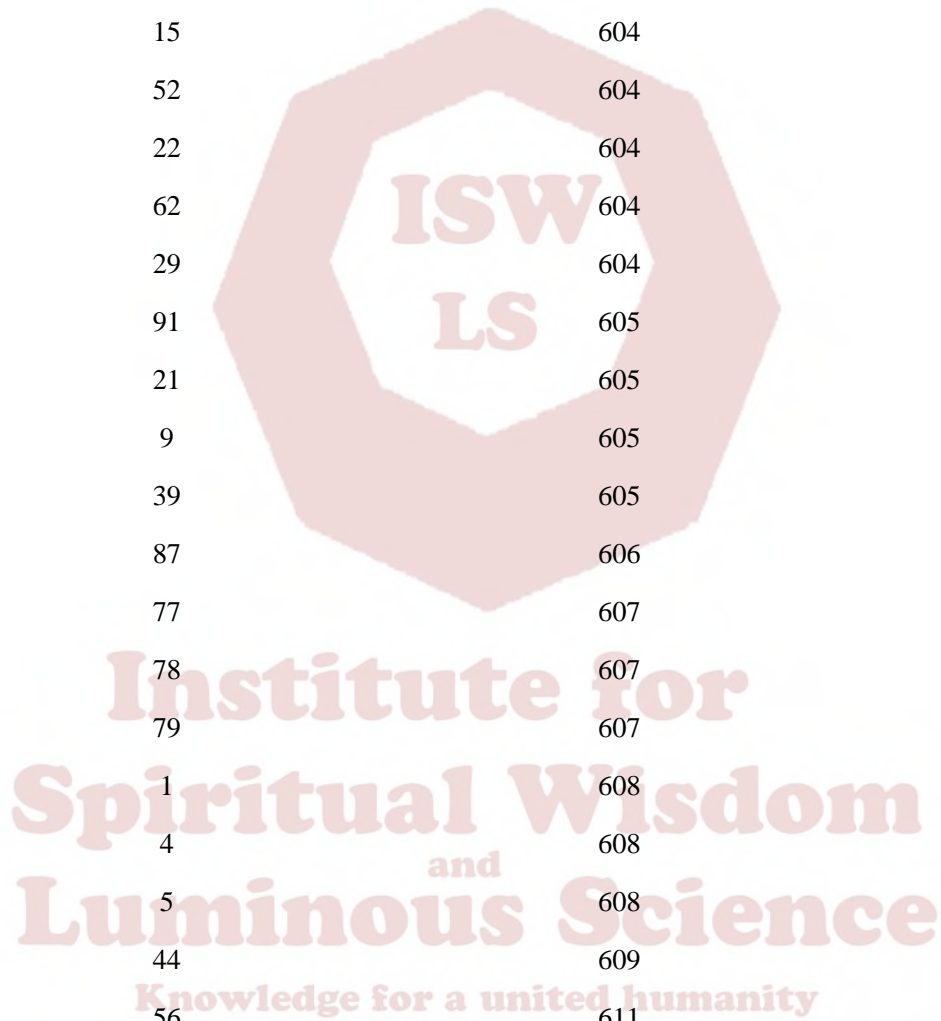 15 604
52 604
22 604
ISW
62 604
29 604
LS
91 605
21 605
9 605
39 605
87 606
77 607
Institute for
78 607
79 607
Spiritual Wisdom
1 608
4 608
and
Luminous Science
5 608
44 609
Knowledge for a united humanity
56 611